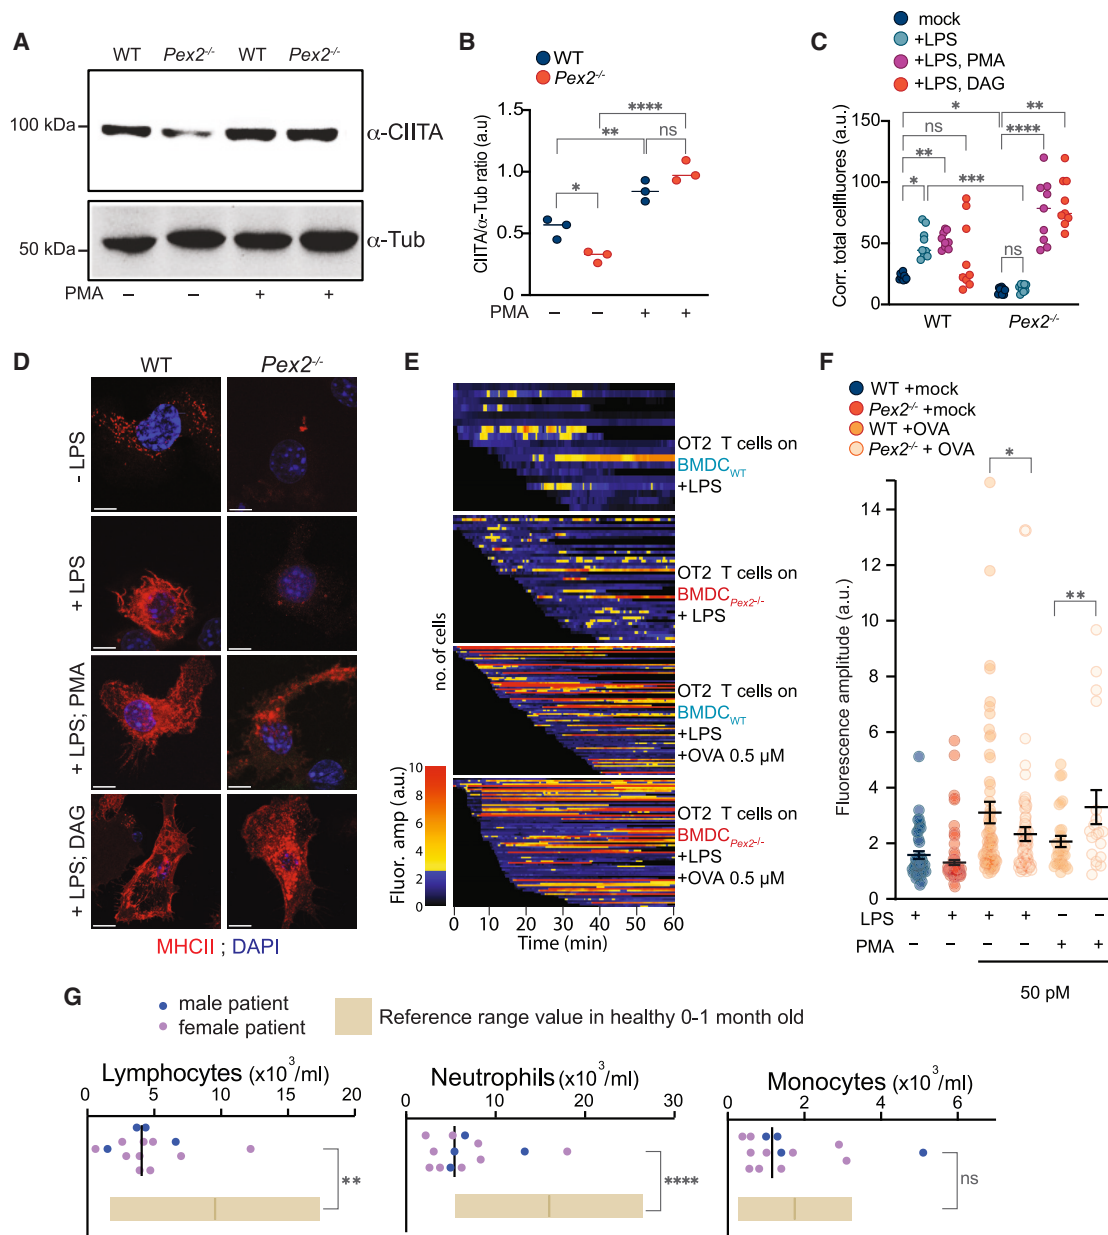 A
WT Pex2-/- WT Pex2-/-
100 kDa
α-CIITA
50 kDa
α-Tub
PMA – – + +
B
WT
Pex2-/-
CIITA/α-Tub ratio (a.u)
1.5
1.0
0.5
0
**
****
ns
*
PMA – – + +
C
mock
+LPS
+LPS, PMA
+LPS, DAG
Corr. total cellfluores (a.u.)
150
100
50
0
* **
ns ****
**
* ***
ns
WT Pex2-/-
D
WT Pex2-/-
- LPS
+ LPS
+ LPS; PMA
+ LPS; DAG
MHCII ; DAPI
E
no. of cells
OT2 T cells on
BMDCWT
+LPS
OT2 T cells on
BMDCPex2-/-
+ LPS
OT2 T cells on
BMDCWT
+LPS
+OVA 0.5 µM
OT2 T cells on
BMDCPex2-/-
+LPS
+OVA 0.5 µM
Fluor. amp (a.u.)
10
8
6
4
2
0
0 10 20 30 40 50 60
Time (min)
F
WT +mock
Pex2-/- +mock
WT +OVA
Pex2-/- + OVA
*
**
Fluorescence amplitude (a.u.)
14
12
10
8
6
4
2
0
LPS + + + + – –
PMA – – – – + +
50 pM
G
male patient
female patient
Reference range value in healthy 0-1 month old
Lymphocytes (x10³/ml)
0 5 10 15 20
**
Neutrophils (x10³/ml)
0 10 20 30
****
Monocytes (x10³/ml)
0 2 4 6
ns